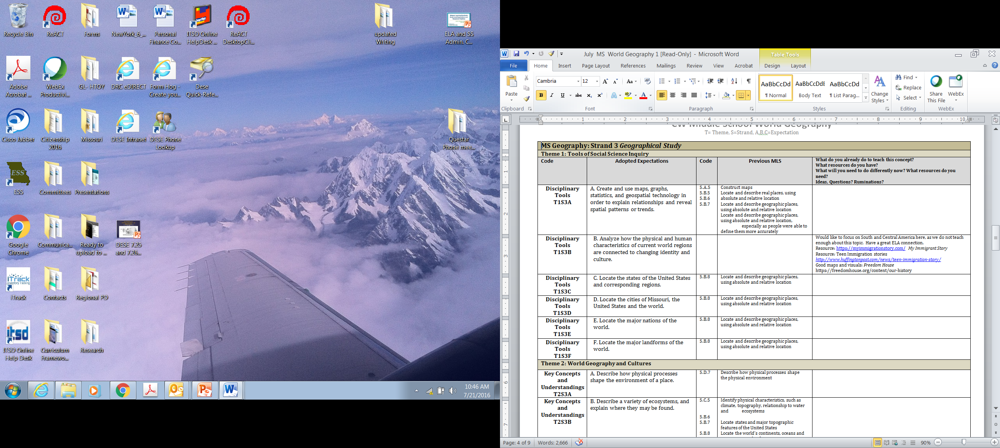 Recycle Bin
ReACT
Forms
NewYork_6_...
Personal
Finance Co...
ITSD Online
HelpDesk ...
ReACT
DesktopCli...
updated
Writing
ELA and SS
Admin. C...
Adobe
Acrobat ...
WebEx
Productivi...
GL- HTOY
DRC eDIRECT
Form Hog -
Create you...
Dese
Quick-Refe...
Cisco Jabber
Citizenship
2016
Missouri
DESE Intranet
DESE Phone
Lookup
Questar
Phone mee...
ESS
ESS
Committees
Presentations
Google
Chrome
Communica...
Ready to
upload to ...
DESE 7.25
and 7.26...
iTrack
Inventory Tracking
iTrack
Contacts
Regional PD
itsd
ITSD Online
Help Desk
Curriculum
Framewo...
Research
10:46 AM
7/21/2016
July MS World Geography 1 [Read-Only] - Microsoft Word
Table Tools
File
Home
Insert
Page Layout
References
Mailings
Review
View
Acrobat
Design
Layout
Paste
Clipboard
Cambria
12
Font
Paragraph
AaBbCcDd
¶ Normal
AaBbCcDdE
Body Text
AaBbCcDd
¶ List Parag...
Change
Styles
Styles
Find
Replace
Select
Editing
Share
This File
WebEx
WebEx
1 2 3 4 5 6 7 8 9 10
CW Middle School World Geography
T= Theme, S=Strand, A,B,C=Expectation
MS Geography: Strand 3 Geographical Study
Theme 1: Tools of Social Science Inquiry
Code
Adopted Expectations
Code
Previous MLS
What do you already do to teach this concept?
What resources do you have?
What will you need to do differently now? What resources do you
need?
Ideas, Questions? Ruminations?
Disciplinary
Tools
T1S3A
A. Create and use maps, graphs,
statistics, and geospatial technology in
order to explain relationships and reveal
spatial patterns or trends.
5.A.5
5.B.5
5.B.6
5.B.7
Construct maps
Locate and describe real places, using
absolute and relative location
Locate and describe geographic places,
using absolute and relative location
Locate and describe geographic places,
using absolute and relative location,
especially as people were able to
define them more accurately
Disciplinary
Tools
T1S3B
B. Analyze how the physical and human
characteristics of current world regions
are connected to changing identity and
culture.
Would like to focus on South and Central America here, as we do not teach
enough about this topic. Have a great ELA connection.
Resource: https://myimmigrationstory.com/ My Immigrant Story
Resource: Teen Immigration stories
http://www.huffingtonpost.com/news/teen-immigration-story/
Good maps and visuals: Freedom House
https://freedomhouse.org/content/our-history
Disciplinary
Tools
T1S3C
C. Locate the states of the United States
and corresponding regions.
5.B.8
Locate and describe geographic places,
using absolute and relative location
Disciplinary
Tools
T1S3D
D. Locate the cities of Missouri, the
United States and the world.
5.B.8
Locate and describe geographic places,
using absolute and relative location
Disciplinary
Tools
T1S3E
E. Locate the major nations of the
world.
5.B.8
Locate and describe geographic places,
using absolute and relative location
Disciplinary
Tools
T1S3F
F. Locate the major landforms of the
world.
5.B.8
Locate and describe geographic places,
using absolute and relative location
Theme 2: World Geography and Cultures
Key Concepts
and
Understandings
T2S3A
A. Describe how physical processes
shape the environment of a place.
5.D.7
Describe how physical processes shape
the physical environment
Key Concepts
and
Understandings
T2S3B
B. Describe a variety of ecosystems, and
explain where they may be found.
5.C.5
5.B.6
5.B.7
5.B.8
Identify physical characteristics, such as
climate, topography, relationship to water
and ecosystems
Locate states and major topographic
features of the United States
Locate the world's continents, oceans and
Page: 4 of 9
Words: 2,666
90%